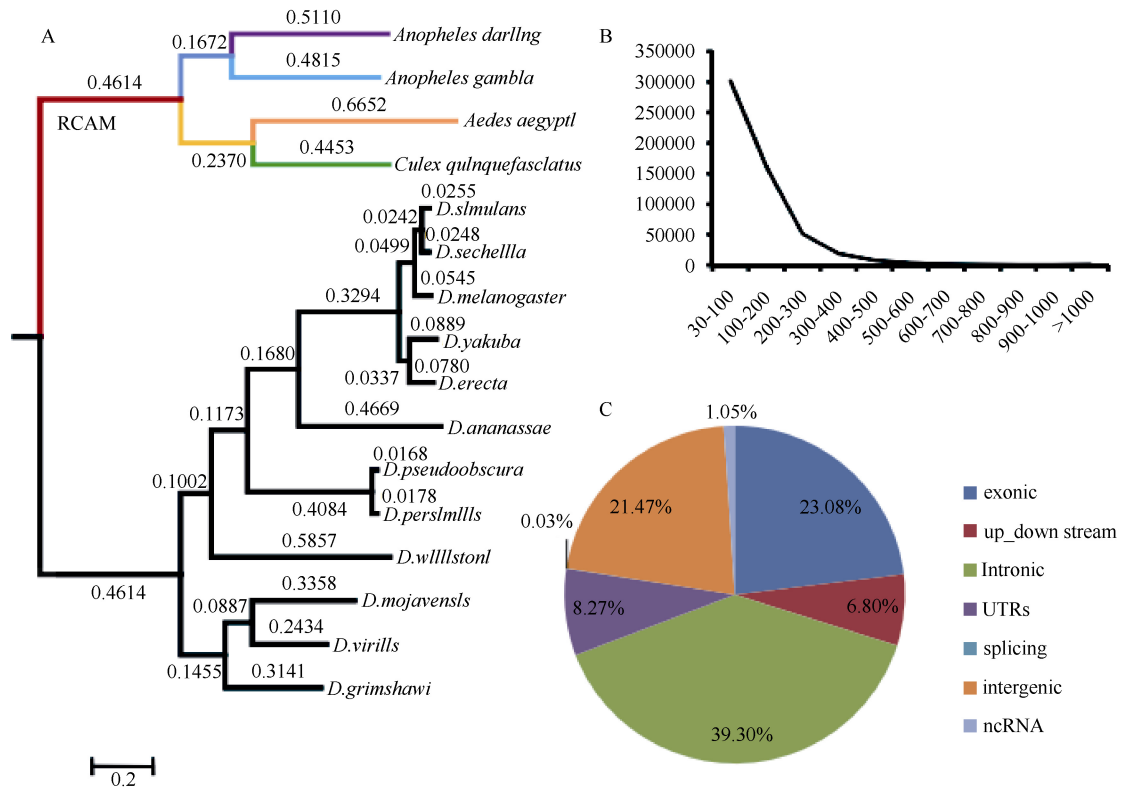 A
0.5110
Anopheles darllng
0.1672
0.4815
Anopheles gambla
0.4614
RCAM
0.6652
Aedes aegyptl
0.2370
0.4453
Culex qulnquefasclatus
0.0255
D.slmulans
0.0242
0.0248
D.sechellla
0.0499
0.0545
D.melanogaster
0.3294
0.0889
D.yakuba
0.0780
0.0337
D.erecta
0.1680
0.4669
D.ananassae
0.1173
0.0168
D.pseudoobscura
0.0178
0.4084
D.perslmllls
0.1002
0.5857
D.wllllstonl
0.4614
0.3358
D.mojavensls
0.0887
0.2434
D.virills
0.1455
0.3141
D.grimshawi
0.2
B
350000
300000
250000
200000
150000
100000
50000
0
30-100
100-200
200-300
300-400
400-500
500-600
600-700
700-800
800-900
900-1000
>1000
C
1.05%
21.47%
23.08%
0.03%
8.27%
6.80%
39.30%
exonic
up_down stream
Intronic
UTRs
splicing
intergenic
ncRNA